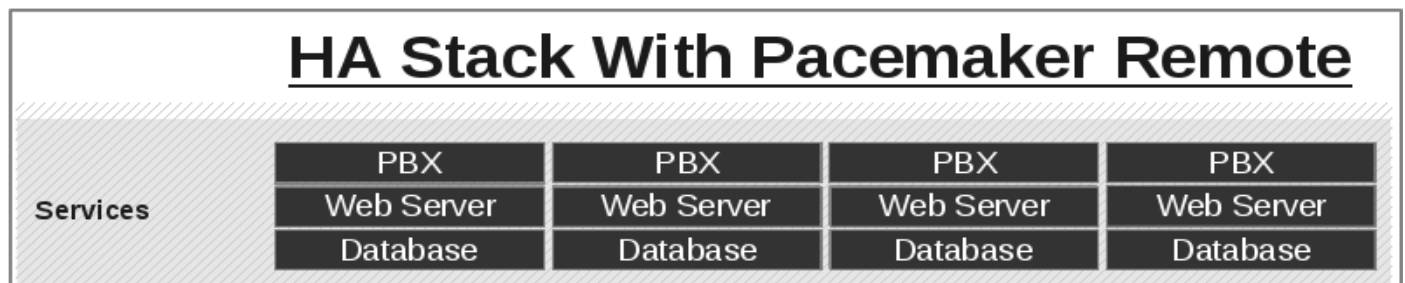 HA Stack With Pacemaker Remote
PBX PBX PBX PBX
Services
Web Server Web Server Web Server Web Server
Database Database Database Database